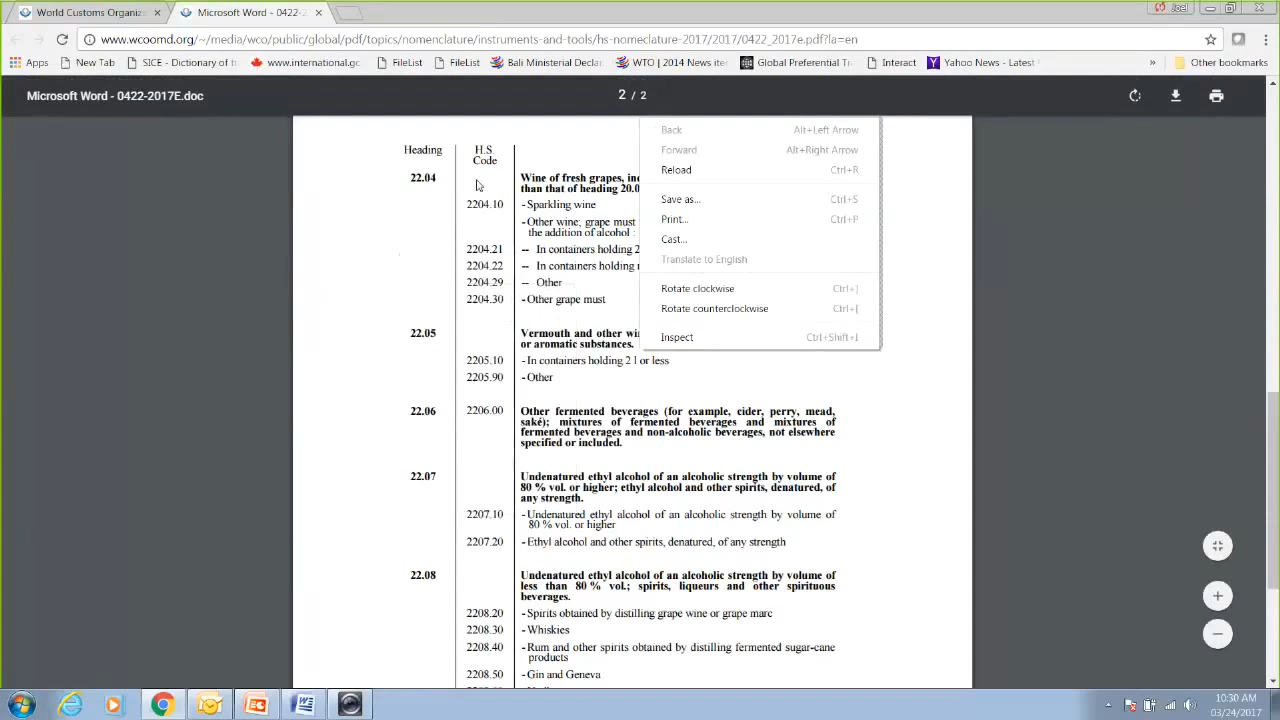 World Customs Organiz
Microsoft Word - 0422-2
Joel
www.wcoomd.org/~/media/wco/public/global/pdf/topics/nomenclature/instruments-and-tools/hs-nomeclature-2017/2017/0422_2017e.pdf?la=en
Apps New Tab SICE - Dictionary of t www.international.gc FileList FileList Bali Ministerial Decla WTO | 2014 News ite Global Preferential Tra Interact Yahoo News - Latest » Other bookmarks
Microsoft Word - 0422-2017E.doc 2 / 2
Heading H.S.
Code
22.04 Wine of fresh grapes, inc
than that of heading 20.0
2204.10 - Sparkling wine
- Other wine; grape must
the addition of alcohol :
2204.21 -- In containers holding 2
2204.22 -- In containers holding
2204.29 -- Other
2204.30 - Other grape must
22.05 Vermouth and other wi
or aromatic substances.
2205.10 - In containers holding 2 l or less
2205.90 - Other
22.06 2206.00 Other fermented beverages (for example, cider, perry, mead,
saké); mixtures of fermented beverages and mixtures of
fermented beverages and non-alcoholic beverages, not elsewhere
specified or included.
22.07 Undenatured ethyl alcohol of an alcoholic strength by volume of
80 % vol. or higher; ethyl alcohol and other spirits, denatured, of
any strength.
2207.10 - Undenatured ethyl alcohol of an alcoholic strength by volume of
80 % vol. or higher
2207.20 - Ethyl alcohol and other spirits, denatured, of any strength
22.08 Undenatured ethyl alcohol of an alcoholic strength by volume of
less than 80 % vol.; spirits, liqueurs and other spirituous
beverages.
2208.20 - Spirits obtained by distilling grape wine or grape marc
2208.30 - Whiskies
2208.40 - Rum and other spirits obtained by distilling fermented sugar-cane
products
2208.50 - Gin and Geneva
Back Alt+Left Arrow
Forward Alt+Right Arrow
Reload Ctrl+R
Save as... Ctrl+S
Print... Ctrl+P
Cast...
Translate to English
Rotate clockwise Ctrl+]
Rotate counterclockwise Ctrl+[
Inspect Ctrl+Shift+I
10:30 AM
03/24/2017